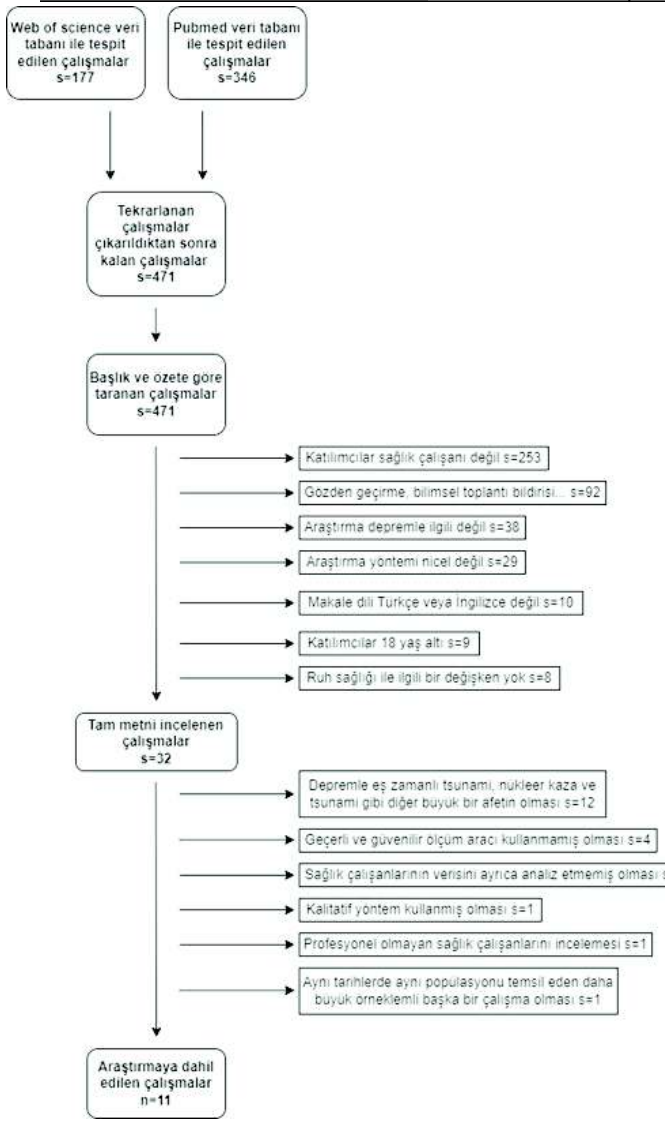 Web of science veri
tabanı ile tespit
edilen çalışmalar
s=177
Pubmed veri tabanı
ile tespit edilen
çalışmalar
s=346
Tekrarlanan
çalışmalar
çıkarıldıktan sonra
kalan çalışmalar
s=471
Başlık ve özete göre
taranan çalışmalar
s=471
Katılımcılar sağlık çalışanı değil s=253
Gözden geçirme, bilimsel toplantı bildirisi... s=92
Araştırma depremle ilgili değil s=38
Araştırma yöntemi nicel değil s=29
Makale dili Türkçe veya İngilizce değil s=10
Katılımcılar 18 yaş altı s=9
Ruh sağlığı ile ilgili bir değişken yok s=8
Tam metni incelenen
çalışmalar
s=32
Depremle eş zamanlı tsunami, nükleer kaza ve
tsunami gibi diğer büyük bir afetin olması s=12
Geçerli ve güvenilir ölçüm aracı kullanmamış olması s=4
Sağlık çalışanlarının verisini ayrıca analiz etmemiş olması s
Kalitatif yöntem kullanmış olması s=1
Profesyonel olmayan sağlık çalışanlarını incelemesi s=1
Aynı tarihlerde aynı populasyonu temsil eden daha
büyük örneklemli başka bir çalışma olması s=1
Araştırmaya dahil
edilen çalışmalar
n=11